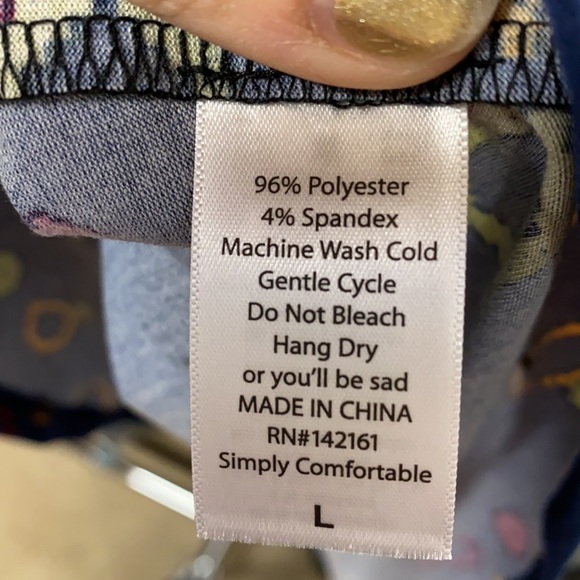 96% Polyester
4% Spandex
Machine Wash Cold
Gentle Cycle
Do Not Bleach
Hang Dry
or you'll be sad
MADE IN CHINA
RN#142161
Simply Comfortable
L